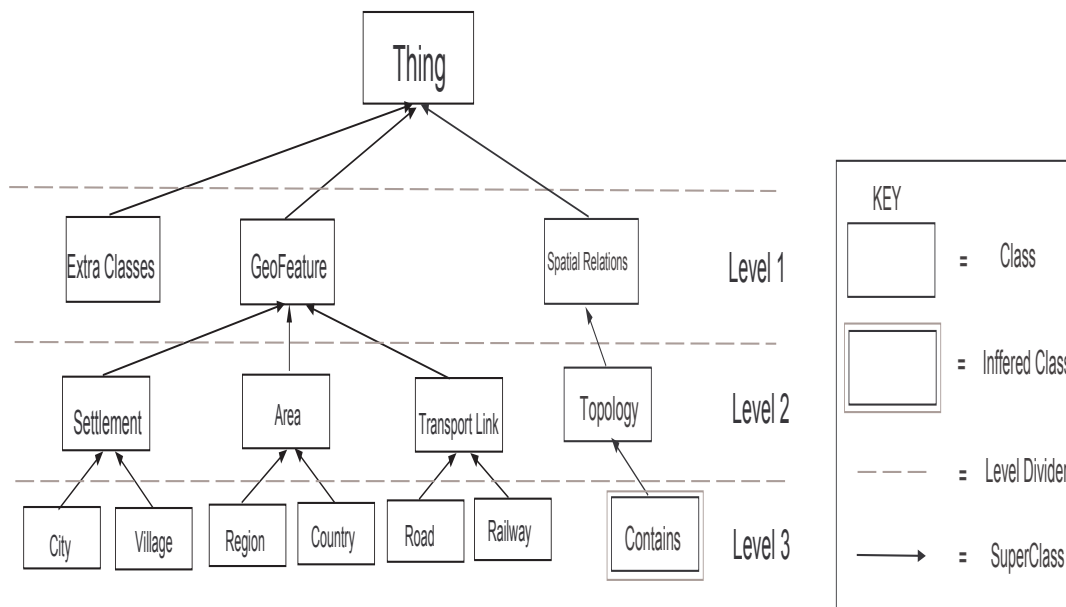 Thing
KEY
Extra Classes
GeoFeature
Spatial Relations
Level 1
= Class
Settlement
Area
Transport Link
Topology
Level 2
= Inffered Class
= Level Divider
City
Village
Region
Country
Road
Railway
Contains
Level 3
= SuperClass